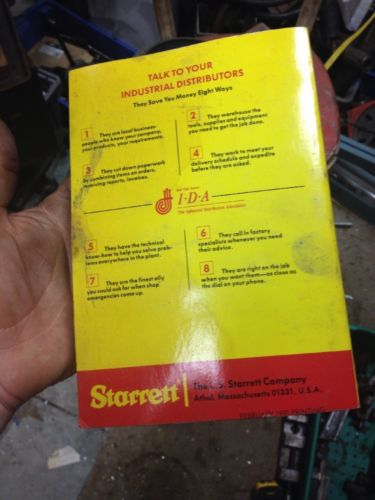 TALK TO YOUR
INDUSTRIAL DISTRIBUTORS
They Save You Money Eight Ways
1 They are local business-
people who know your company,
your products, your requirements.
2 They warehouse the
tools, supplies and equipment
you need to get the job done.
3 They cut down paperwork
by combining items on orders,
receiving reports, invoices.
4 They work to meet your
delivery schedule and expedite
before they are asked.
I·D·A
The Industrial Distribution Association
5 They have the technical
know-how to help you solve prob-
lems everywhere in the plant.
6 They call in factory
specialists whenever you need
their advice.
7 They are the finest ally
you could ask for when shop
emergencies come up.
8 They are right on the job
when you want them—as close as
the dial on your phone.
Starrett
The L.S. Starrett Company
Athol, Massachusetts 01331, U.S.A.
FEBRUARY PRINTING